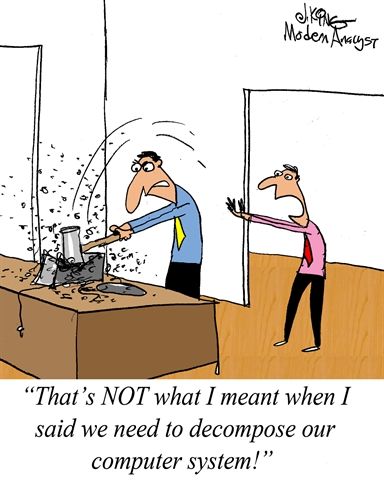 J.KING
Modern Analyst
“That’s NOT what I meant when I
said we need to decompose our
computer system!”